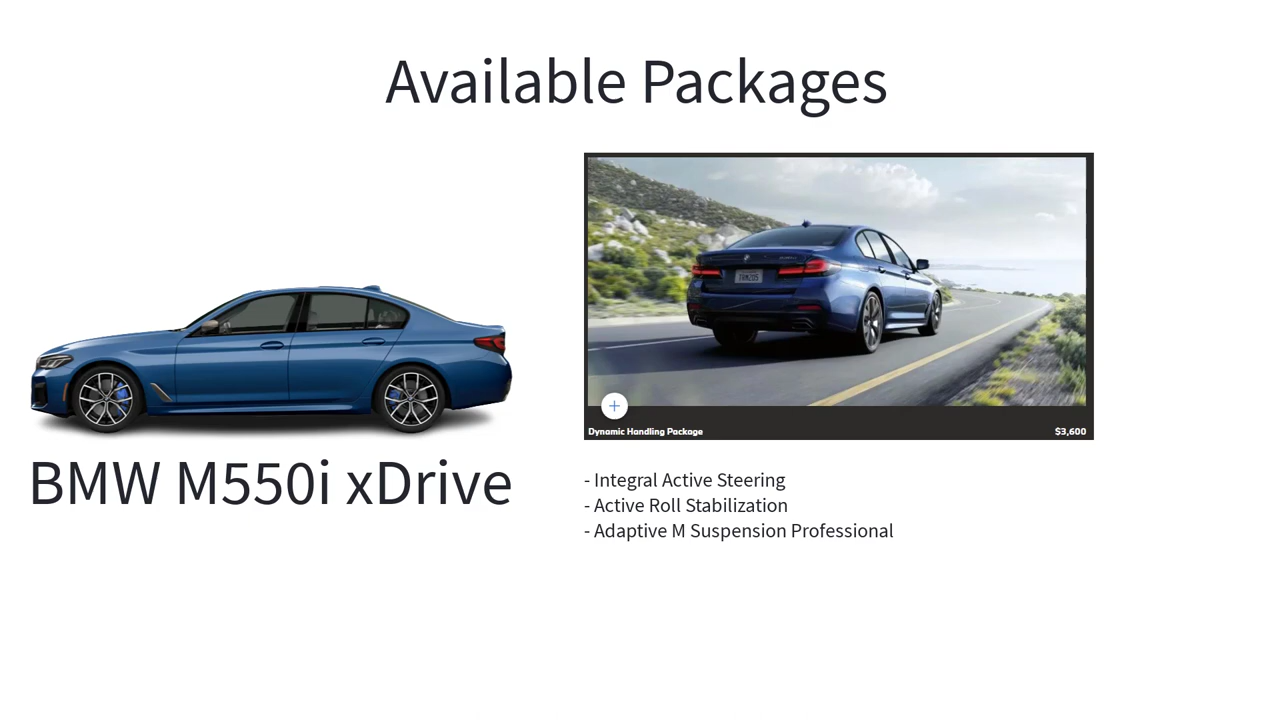 Available Packages
BMW M550i xDrive
Dynamic Handling Package
$3,600
- Integral Active Steering
- Active Roll Stabilization
- Adaptive M Suspension Professional